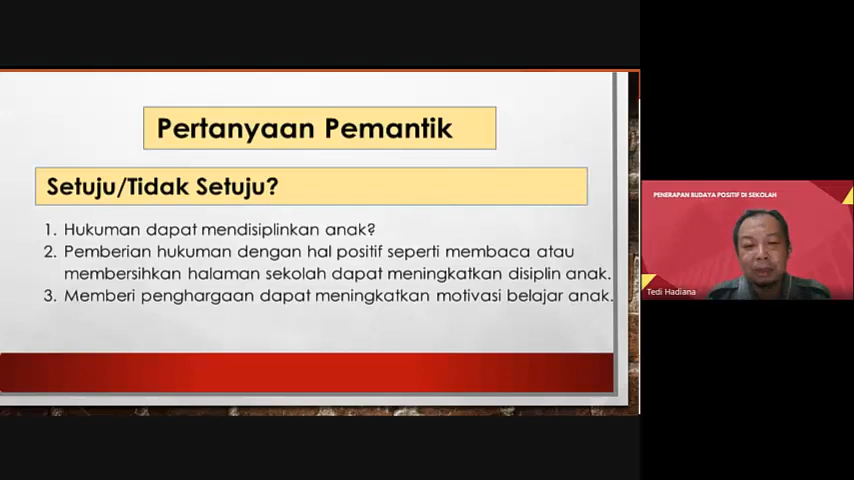 Pertanyaan Pemantik
Setuju/Tidak Setuju?
1. Hukuman dapat mendisiplinkan anak?
2. Pemberian hukuman dengan hal positif seperti membaca atau
membersihkan halaman sekolah dapat meningkatkan disiplin anak.
3. Memberi penghargaan dapat meningkatkan motivasi belajar anak.
PENERAPAN BUDAYA POSITIF DI SEKOLAH
Tedi Hadiana